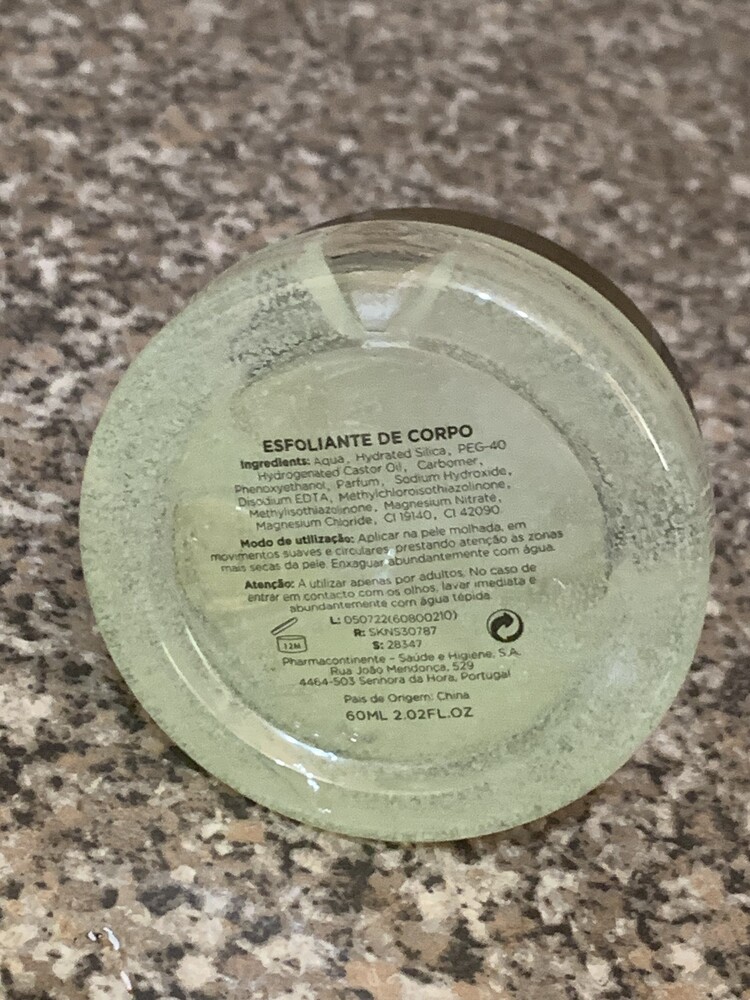 ESFOLIANTE DE CORPO
Ingredients: Aqua, Hydrated Silica, PEG-40
Hydrogenated Castor Oil, Carbomer,
Phenoxyethanol, Parfum, Sodium Hydroxide,
Disodium EDTA, Methylchloroisothiazolinone,
Methylisothiazolinone, Magnesium Nitrate,
Magnesium Chloride, CI 19140, CI 42090.
Modo de utilização: Aplicar na pele molhada, em
movimentos suaves e circulares, prestando atenção às zonas
mais secas da pele. Enxaguar abundantemente com água.
Atenção: A utilizar apenas por adultos. No caso de
entrar em contacto com os olhos, lavar imediata e
abundantemente com água tépida.
L: 050722(60800210)
R: SKNS30787
12M
S: 28347
Pharmacontinente - Saúde e Higiene, S.A.
Rua João Mendonça, 529
4464-503 Senhora da Hora, Portugal
País de Origem: China
60ML 2.02FL.OZ